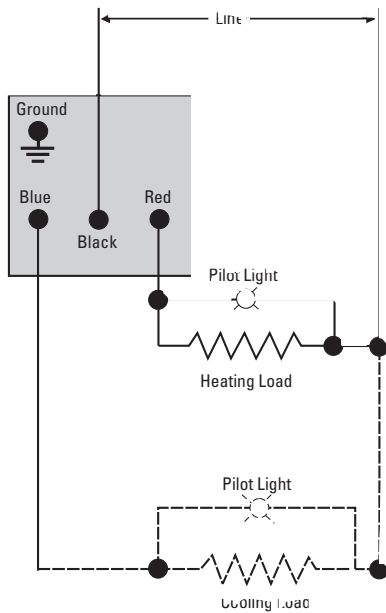 Line
Ground
Blue
Red
Black
Pilot Light
Heating Load
Pilot Light
Cooling Load